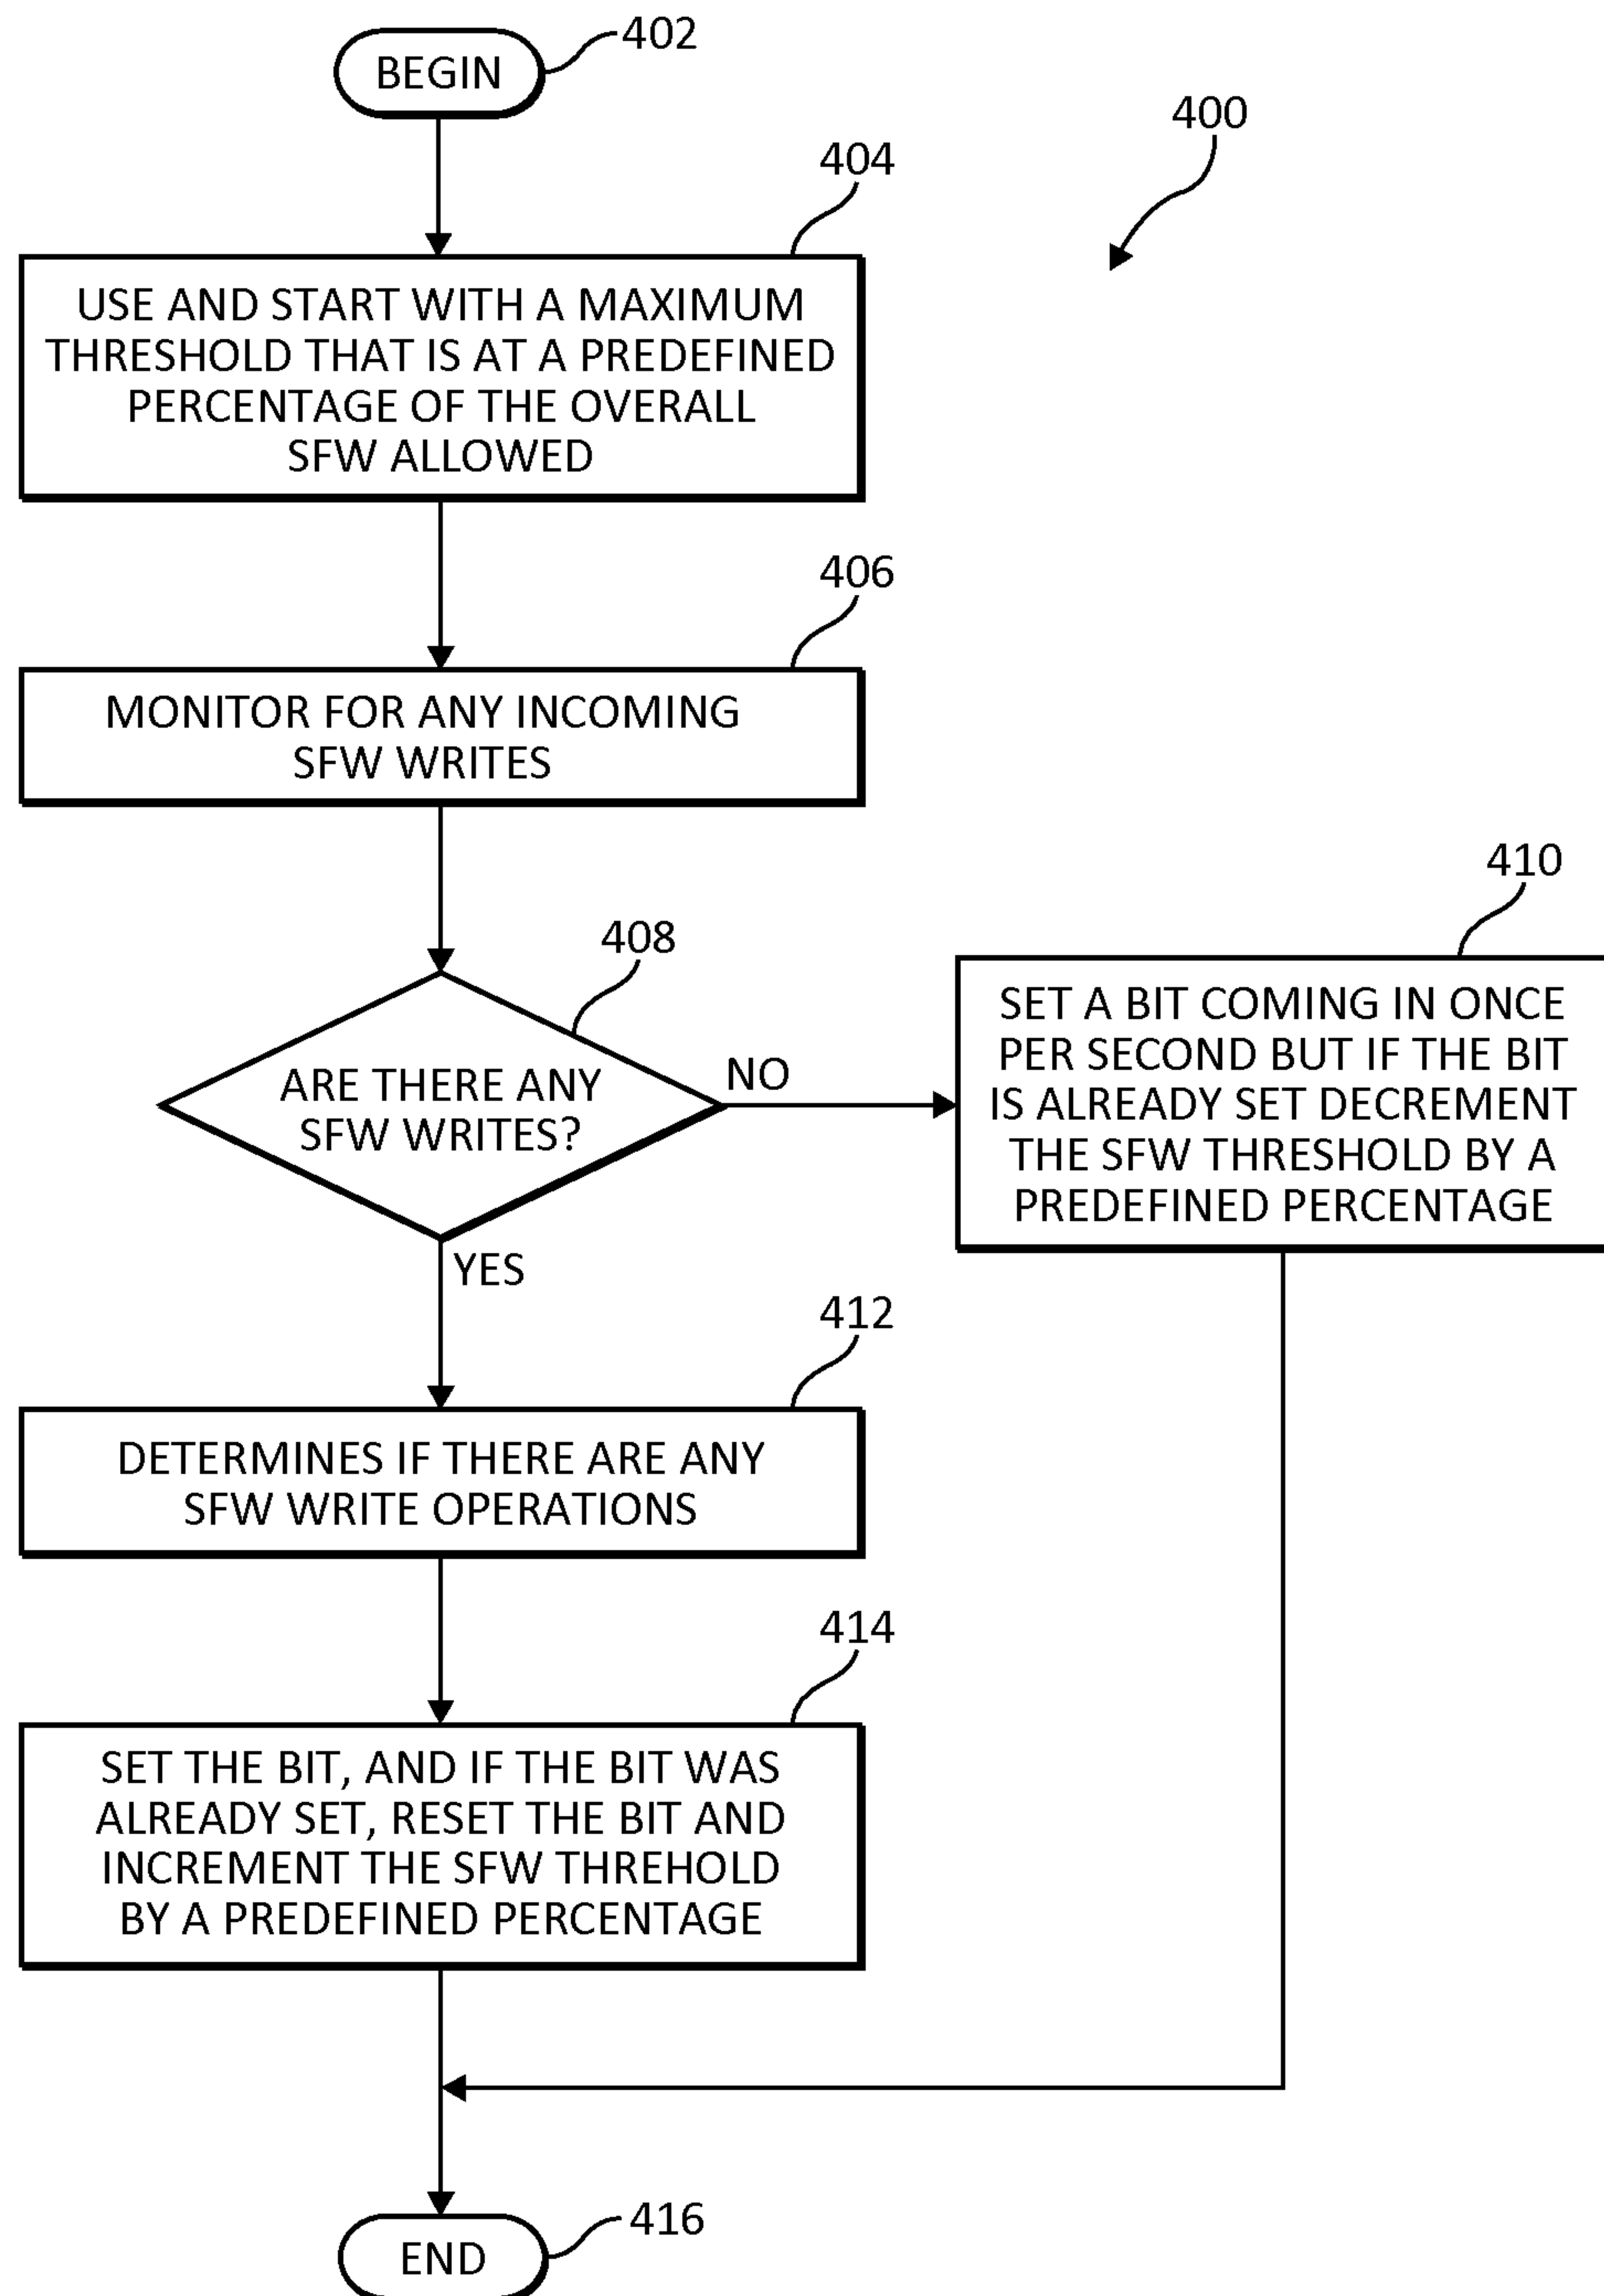 BEGIN
402
400
404
USE AND START WITH A MAXIMUM
THRESHOLD THAT IS AT A PREDEFINED
PERCENTAGE OF THE OVERALL
SFW ALLOWED
406
MONITOR FOR ANY INCOMING
SFW WRITES
408
ARE THERE ANY
SFW WRITES?
NO
410
SET A BIT COMING IN ONCE
PER SECOND BUT IF THE BIT
IS ALREADY SET DECREMENT
THE SFW THRESHOLD BY A
PREDEFINED PERCENTAGE
YES
412
DETERMINES IF THERE ARE ANY
SFW WRITE OPERATIONS
414
SET THE BIT, AND IF THE BIT WAS
ALREADY SET, RESET THE BIT AND
INCREMENT THE SFW THREHOLD
BY A PREDEFINED PERCENTAGE
416
END